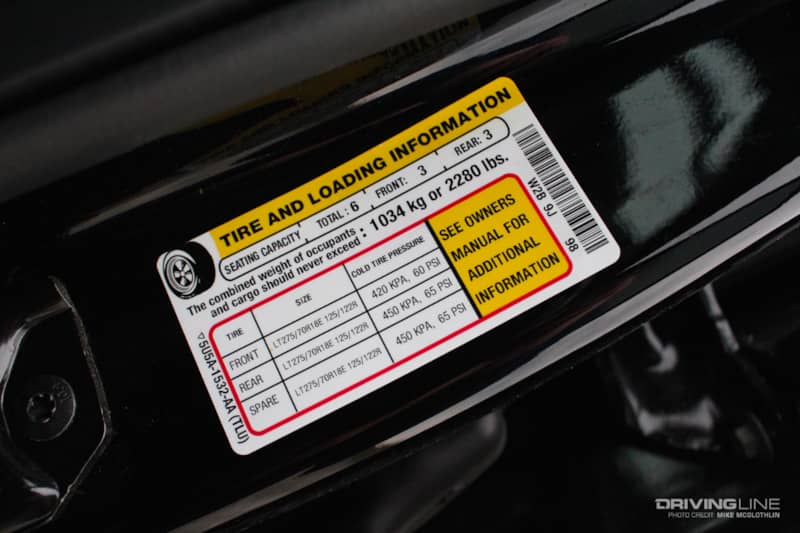 TIRE AND LOADING INFORMATION
SEATING CAPACITY TOTAL: 6 FRONT: 3 REAR: 3
The combined weight of occupants
and cargo should never exceed : 1034 kg or 2280 lbs.
TIRE SIZE COLD TIRE PRESSURE
FRONT LT275/70R18E 125/122R 420 KPA, 60 PSI
REAR LT275/70R18E 125/122R 450 KPA, 65 PSI
SPARE LT275/70R18E 125/122R 450 KPA, 65 PSI
SEE OWNERS
MANUAL FOR
ADDITIONAL
INFORMATION
W2B 9J 98
5U5A-1532-AA (TLU)
DRIVINGLINE
PHOTO CREDIT: MIKE MCGLOTHLIN